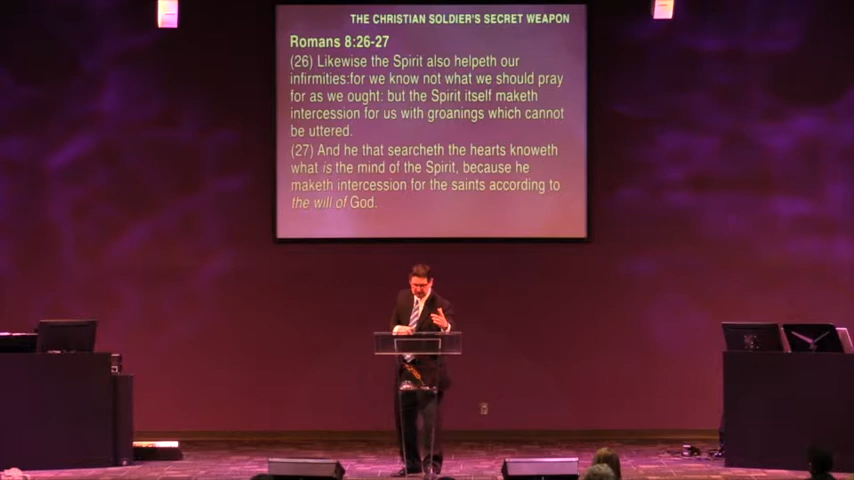 THE CHRISTIAN SOLDIER'S SECRET WEAPON
Romans 8:26-27
(26) Likewise the Spirit also helpeth our
infirmities:for we know not what we should pray
for as we ought: but the Spirit itself maketh
intercession for us with groanings which cannot
be uttered.
(27) And he that searcheth the hearts knoweth
what is the mind of the Spirit, because he
maketh intercession for the saints according to
the will of God.